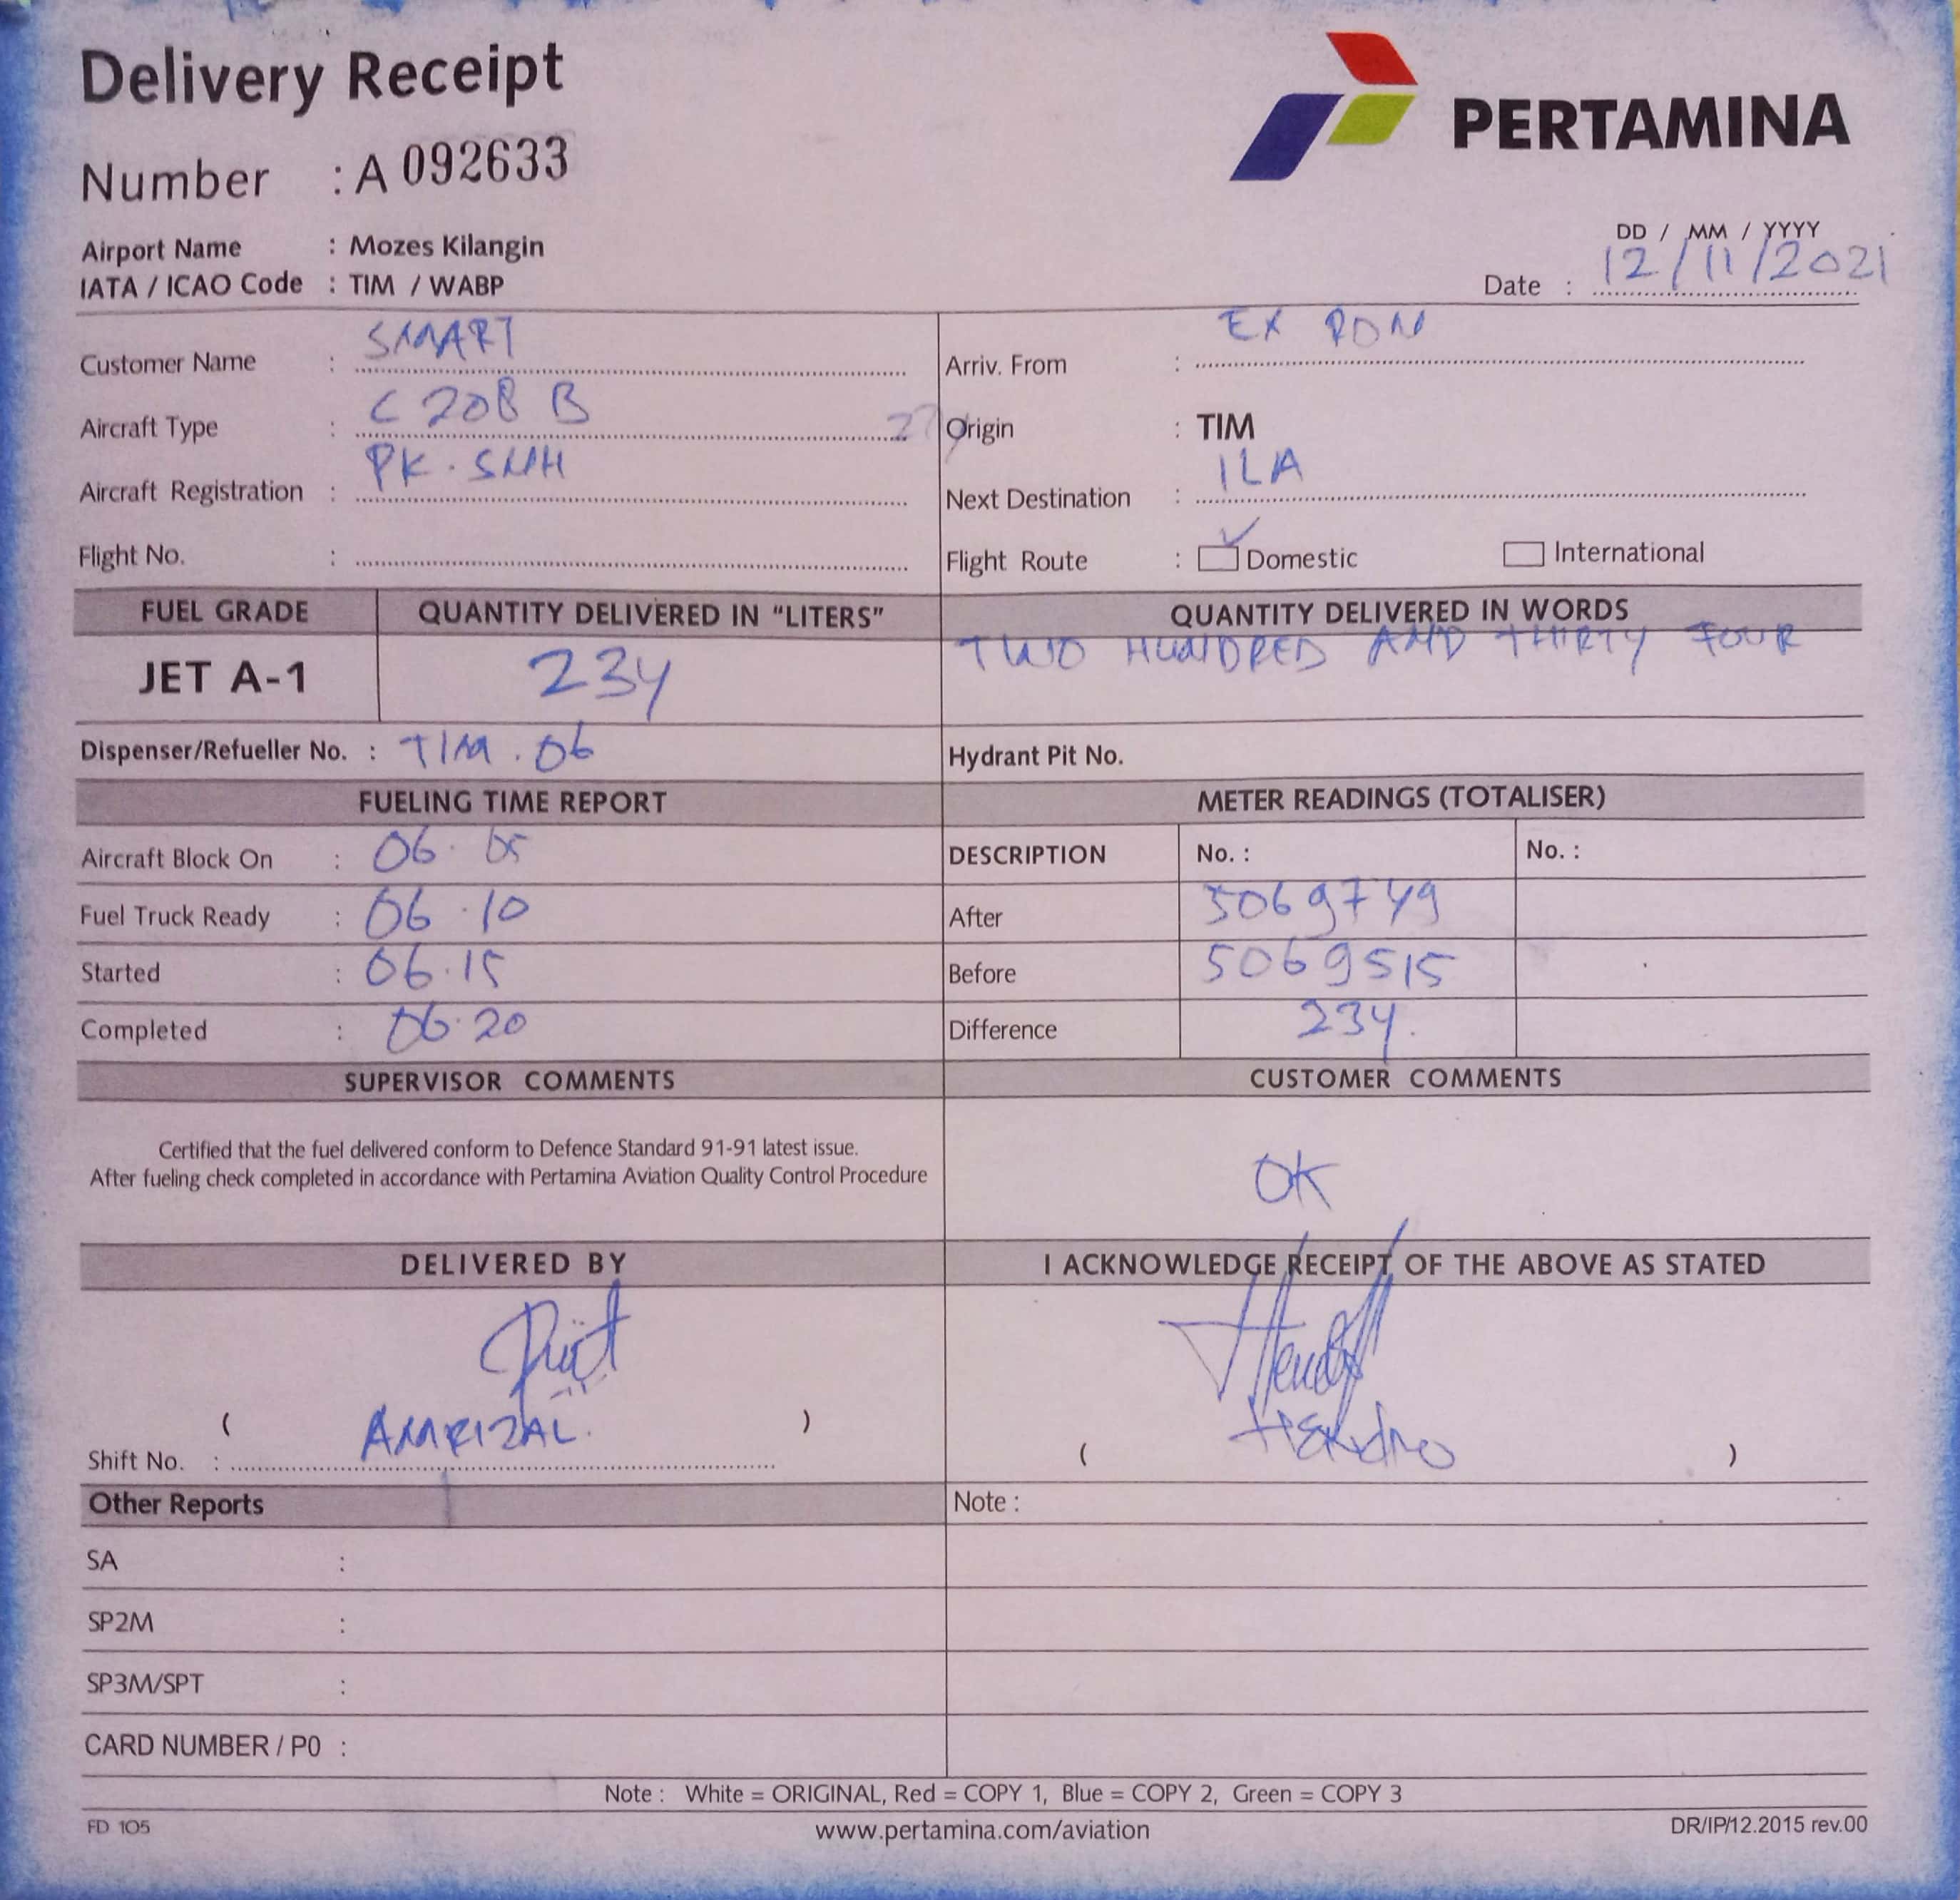 Delivery Receipt
PERTAMINA
Number : A 092633
Airport Name : Mozes Kilangin
IATA / ICAO Code : TIM / WABP
DD / MM / YYYY
Date : 12/11/2021
Customer Name : SMART
Arriv. From : EX
Aircraft Type : C 208 B
Origin : TIM
Aircraft Registration : PK.
Next Destination : ILA
Flight No. :
Flight Route : Domestic International
FUEL GRADE QUANTITY DELIVERED IN "LITERS" QUANTITY DELIVERED IN WORDS
JET A-1 234 TWO HUNDRED AND THIRTY FOUR
Dispenser/Refueller No. : TIM . 06 Hydrant Pit No.
FUELING TIME REPORT METER READINGS (TOTALISER)
Aircraft Block On : 06. 05 DESCRIPTION No. : No. :
Fuel Truck Ready : 06.10 After 5069749
Started : 06.15 Before 5069515
Completed : 06.20 Difference 234.
SUPERVISOR COMMENTS CUSTOMER COMMENTS
Certified that the fuel delivered conform to Defence Standard 91-91 latest issue.
After fueling check completed in accordance with Pertamina Aviation Quality Control Procedure
OK
DELIVERED BY I ACKNOWLEDGE RECEIPT OF THE ABOVE AS STATED
( AMRIZAL. )
Shift No. :
( Hendro )
Other Reports Note :
SA :
SP2M :
SP3M/SPT :
CARD NUMBER / P0 :
Note : White = ORIGINAL, Red = COPY 1, Blue = COPY 2, Green = COPY 3
FD 105 www.pertamina.com/aviation DR/IP/12.2015 rev.00